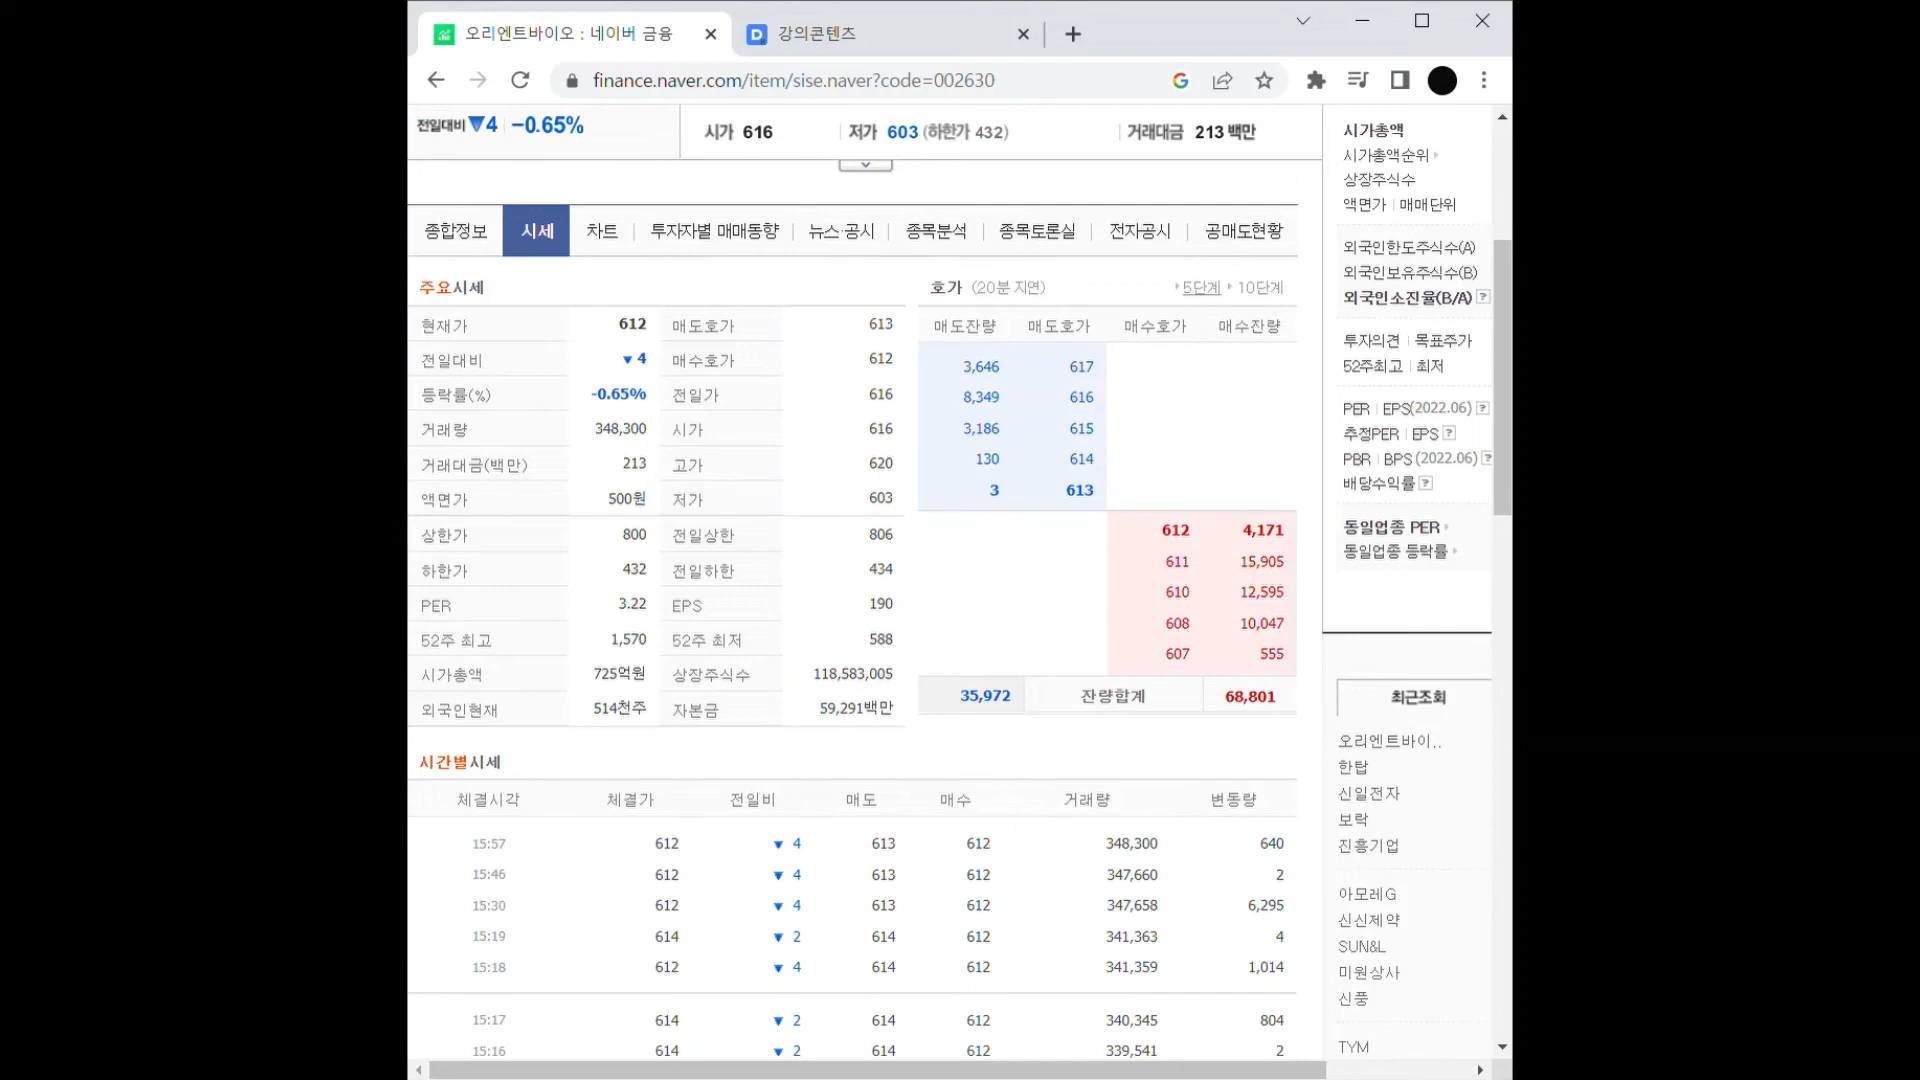 오리엔트바이오 : 네이버 금융
강의콘텐츠
finance.naver.com/item/sise.naver?code=002630
전일대비 ▼4 -0.65%
시가 616 저가 603 (하한가 432) 거래대금 213 백만
종합정보 시세 차트 투자자별 매매동향 뉴스·공시 종목분석 종목토론실 전자공시 공매도현황
주요시세
현재가 612 매도호가 613
전일대비 ▼ 4 매수호가 612
등락률(%) -0.65% 전일가 616
거래량 348,300 시가 616
거래대금(백만) 213 고가 620
액면가 500원 저가 603
상한가 800 전일상한 806
하한가 432 전일하한 434
PER 3.22 EPS 190
52주 최고 1,570 52주 최저 588
시가총액 725억원 상장주식수 118,583,005
외국인현재 514천주 자본금 59,291백만
호가 (20분 지연) 5단계 10단계
매도잔량 매도호가 매수호가 매수잔량
3,646 617
8,349 616
3,186 615
130 614
3 613
612 4,171
611 15,905
610 12,595
608 10,047
607 555
35,972 잔량합계 68,801
시간별시세
체결시각 체결가 전일비 매도 매수 거래량 변동량
15:57 612 ▼ 4 613 612 348,300 640
15:46 612 ▼ 4 613 612 347,660 2
15:30 612 ▼ 4 613 612 347,658 6,295
15:19 614 ▼ 2 614 612 341,363 4
15:18 612 ▼ 4 614 612 341,359 1,014
15:17 614 ▼ 2 614 612 340,345 804
15:16 614 ▼ 2 614 612 339,541 2
시가총액
시가총액순위
상장주식수
액면가 매매단위
외국인한도주식수(A)
외국인보유주식수(B)
외국인소진율(B/A) ?
투자의견 목표주가
52주최고 최저
PER EPS(2022.06) ?
추정PER EPS ?
PBR BPS (2022.06) ?
배당수익률 ?
동일업종 PER
동일업종 등락률
최근조회
오리엔트바이..
한탑
신일전자
보락
진흥기업
아모레G
신신제약
SUN&L
미원상사
신풍
TYM